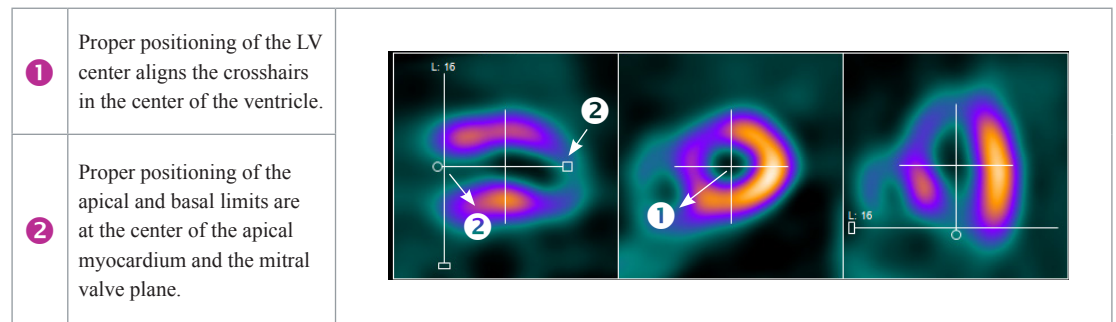 1
Proper positioning of the LV
center aligns the crosshairs
in the center of the ventricle.
2
Proper positioning of the
apical and basal limits are
at the center of the apical
myocardium and the mitral
valve plane.
L: 16
2
2
1
L: 16